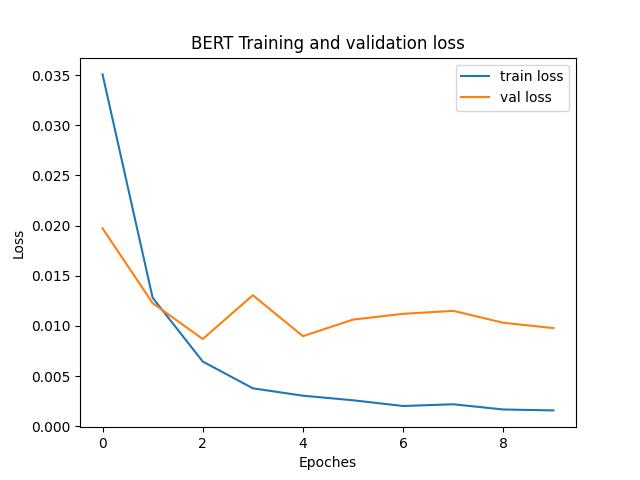 BERT Training and validation loss
train loss
val loss
0.035
0.030
0.025
0.020
0.015
0.010
0.005
0.000
Loss
0 2 4 6 8
Epoches